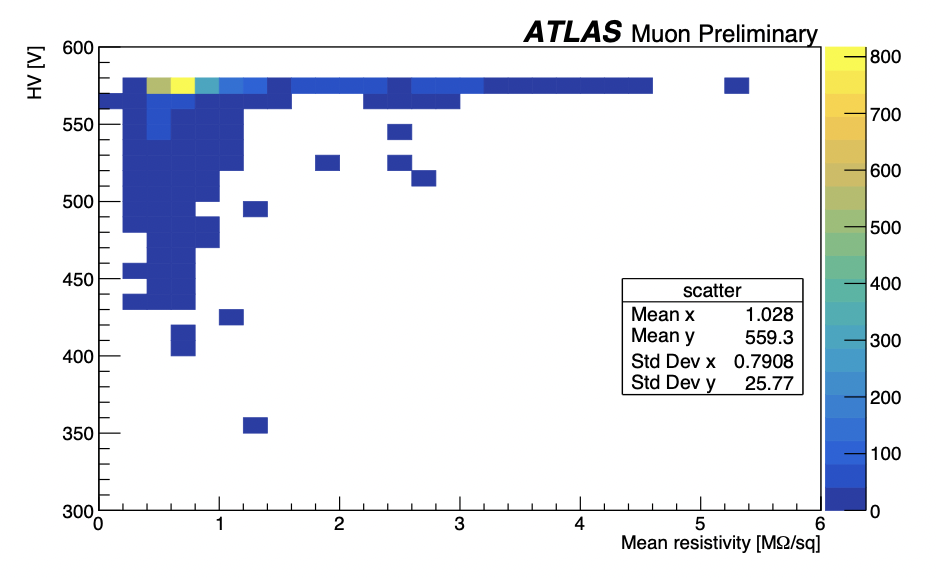 ATLAS Muon Preliminary
HV [V]
600
550
500
450
400
350
300
0 1 2 3 4 5 6
Mean resistivity [MΩ/sq]
scatter
Mean x 1.028
Mean y 559.3
Std Dev x 0.7908
Std Dev y 25.77
800
700
600
500
400
300
200
100
0